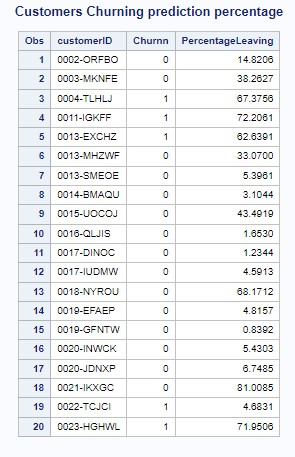 Customers Churning prediction percentage
Obs customerID Churnn PercentageLeaving
1 0002-ORFBO 0 14.8206
2 0003-MKNFE 0 38.2627
3 0004-TLHLJ 1 67.3756
4 0011-IGKFF 1 72.2061
5 0013-EXCHZ 1 62.6391
6 0013-MHZWF 0 33.0700
7 0013-SMEOE 0 5.3961
8 0014-BMAQU 0 3.1044
9 0015-UOCOJ 0 43.4919
10 0016-QLJIS 0 1.6530
11 0017-DINOC 0 1.2344
12 0017-IUDMW 0 4.5913
13 0018-NYROU 0 68.1712
14 0019-EFAEP 0 4.8157
15 0019-GFNTW 0 0.8392
16 0020-INWCK 0 5.4303
17 0020-JDNXP 0 6.7485
18 0021-IKXGC 0 81.0085
19 0022-TCJCI 1 4.6831
20 0023-HGHWL 1 71.9506